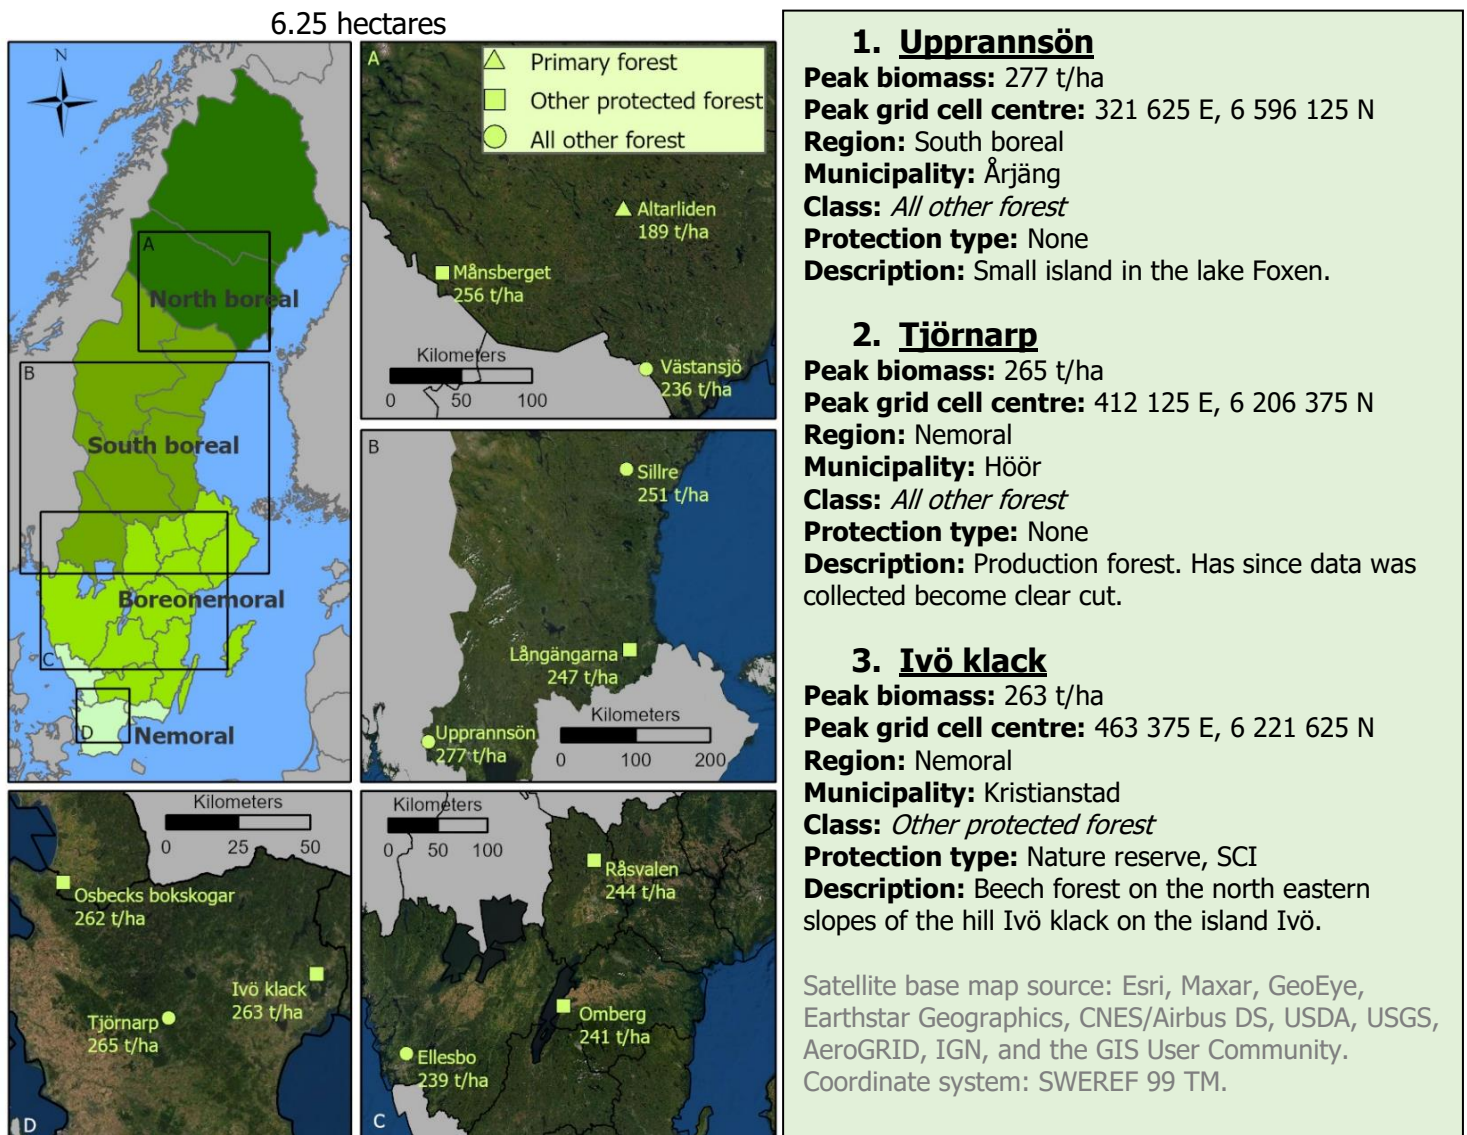 6.25 hectares
N
A
North boreal
B
South boreal
Boreonemoral
C
D
Nemoral
A
Primary forest
Other protected forest
All other forest
Altarliden
189 t/ha
Månsberget
256 t/ha
Kilometers
0 50 100
Västansjö
236 t/ha
B
Sillre
251 t/ha
Långängarna
247 t/ha
Kilometers
0 100 200
Upprannsön
277 t/ha
Kilometers
0 25 50
Osbecks bokskogar
262 t/ha
Ivö klack
263 t/ha
Tjörnarp
265 t/ha
D
Kilometers
0 50 100
Råsvalen
244 t/ha
Omberg
241 t/ha
Ellesbo
239 t/ha
C
1. Upprannsön
Peak biomass: 277 t/ha
Peak grid cell centre: 321 625 E, 6 596 125 N
Region: South boreal
Municipality: Årjäng
Class: All other forest
Protection type: None
Description: Small island in the lake Foxen.
2. Tjörnarp
Peak biomass: 265 t/ha
Peak grid cell centre: 412 125 E, 6 206 375 N
Region: Nemoral
Municipality: Höör
Class: All other forest
Protection type: None
Description: Production forest. Has since data was
collected become clear cut.
3. Ivö klack
Peak biomass: 263 t/ha
Peak grid cell centre: 463 375 E, 6 221 625 N
Region: Nemoral
Municipality: Kristianstad
Class: Other protected forest
Protection type: Nature reserve, SCI
Description: Beech forest on the north eastern
slopes of the hill Ivö klack on the island Ivö.
Satellite base map source: Esri, Maxar, GeoEye,
Earthstar Geographics, CNES/Airbus DS, USDA, USGS,
AeroGRID, IGN, and the GIS User Community.
Coordinate system: SWEREF 99 TM.